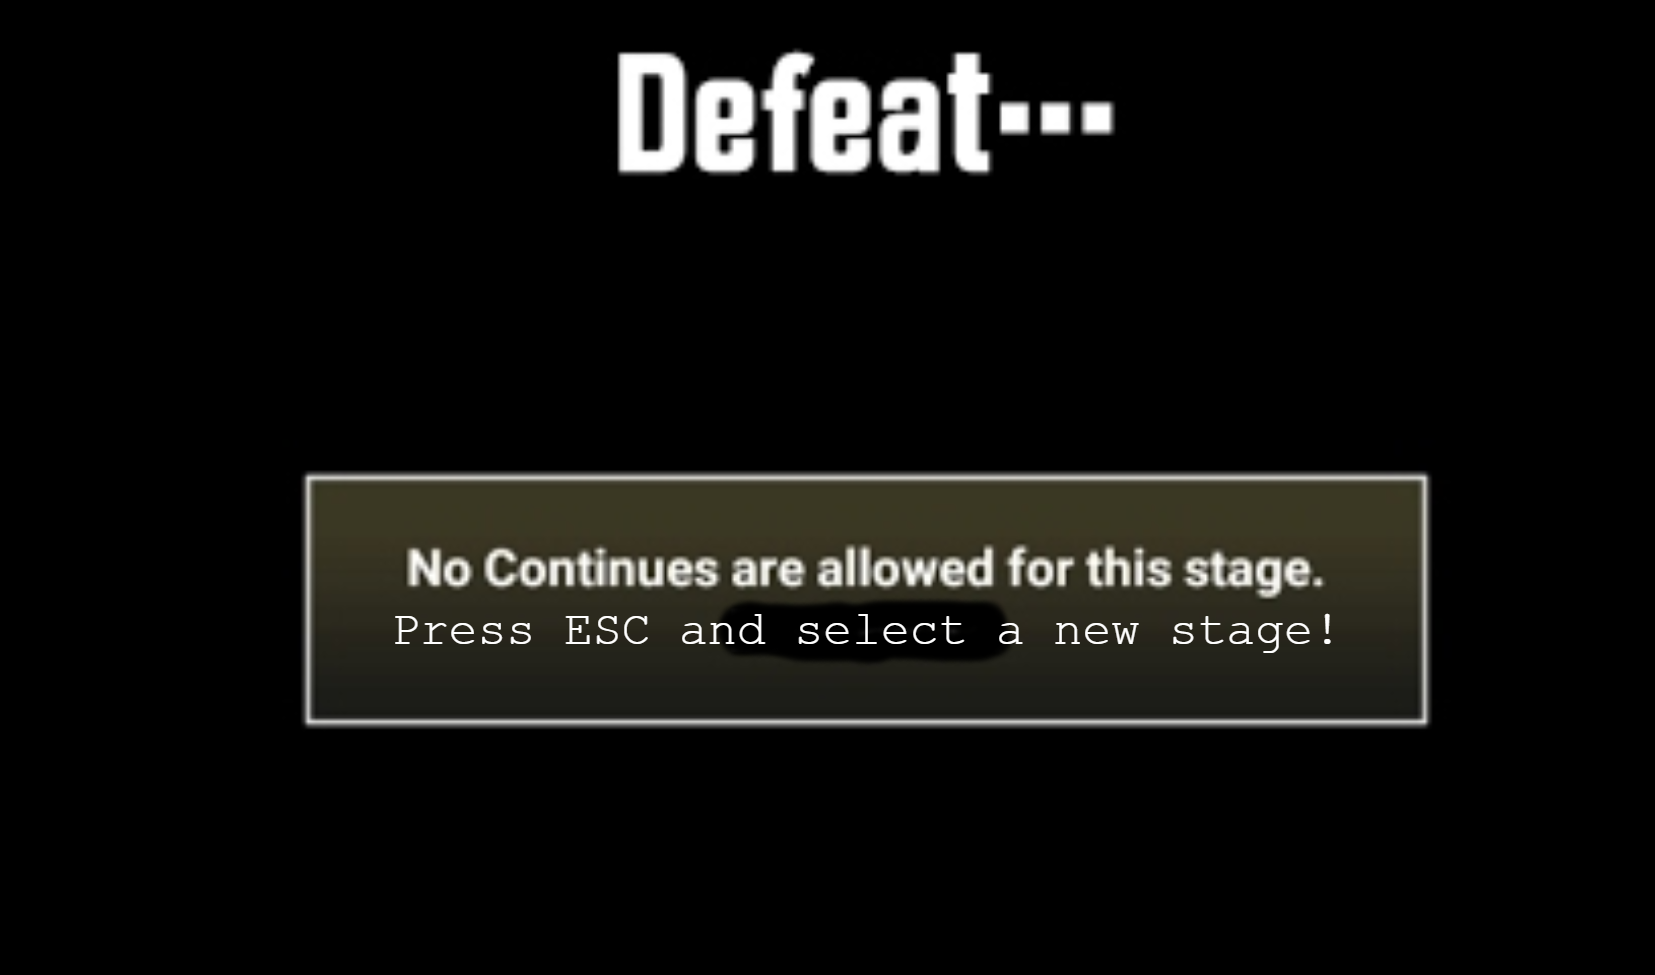 Defeat...
No Continues are allowed for this stage.
Press ESC and select a new stage!